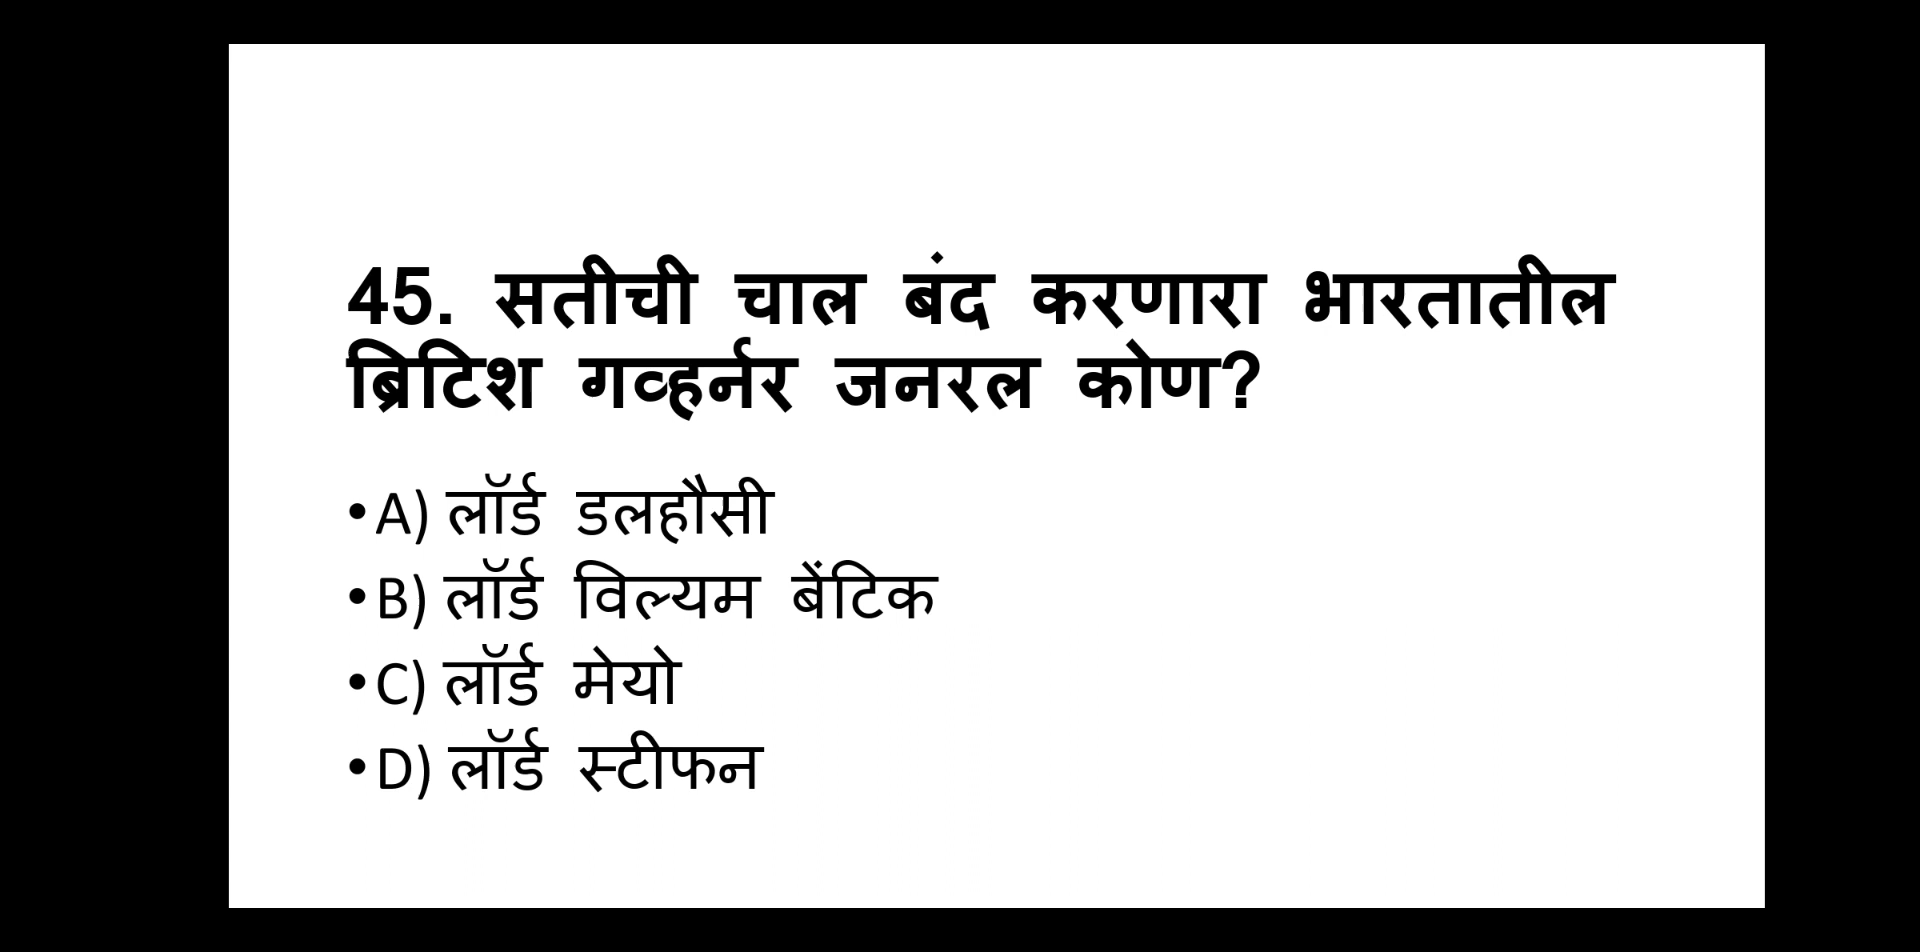 45. सतीची चाल बंद करणारा भारतातील
ब्रिटिश गव्हर्नर जनरल कोण?
•A) लॉर्ड डलहौसी
•B) लॉर्ड विल्यम बेंटिक
•C) लॉर्ड मेयो
•D) लॉर्ड स्टीफन